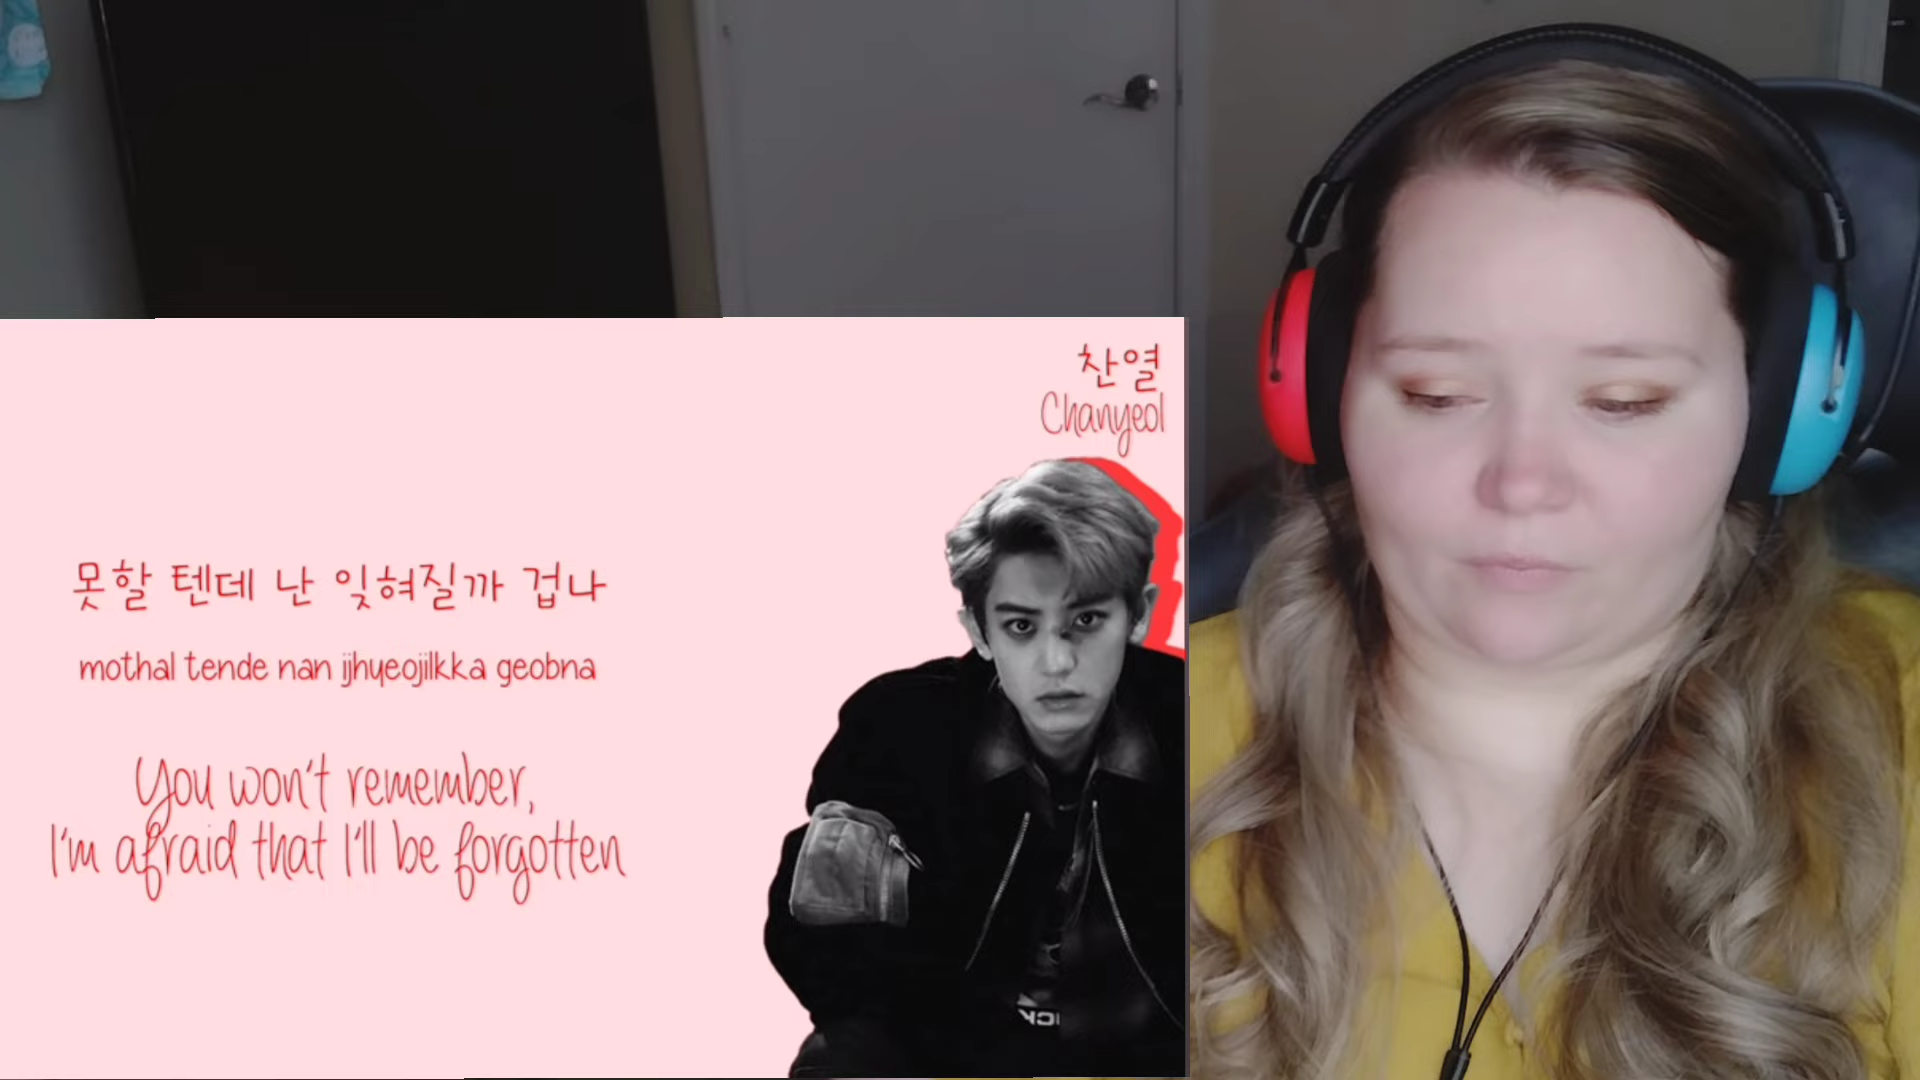 찬열
Chanyeol
못할 텐데 난 잊혀질까 겁나
mothal tende nan ijhyeojilkka geobna
You won't remember,
I'm afraid that I'll be forgotten